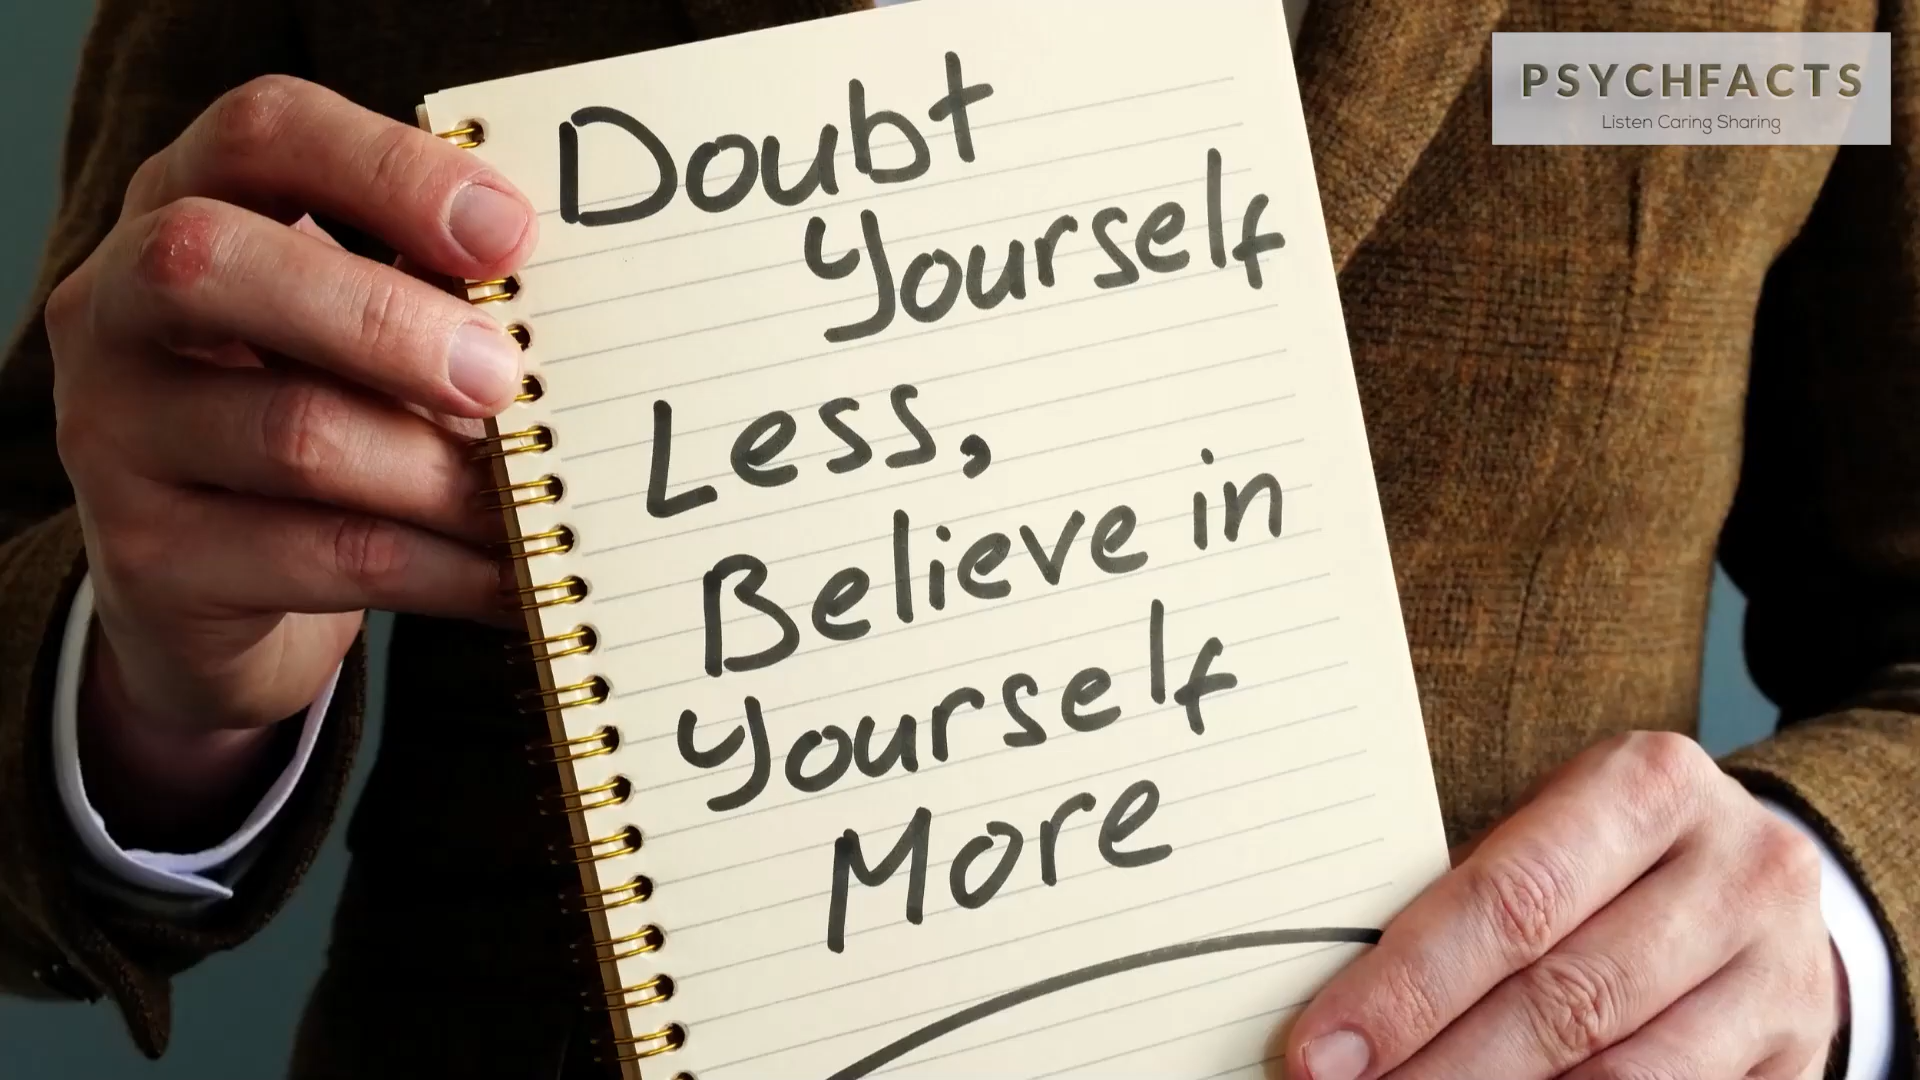 PSYCHFACTS
Listen Caring Sharing
Doubt
Yourself
Less,
Believe in
Yourself
More